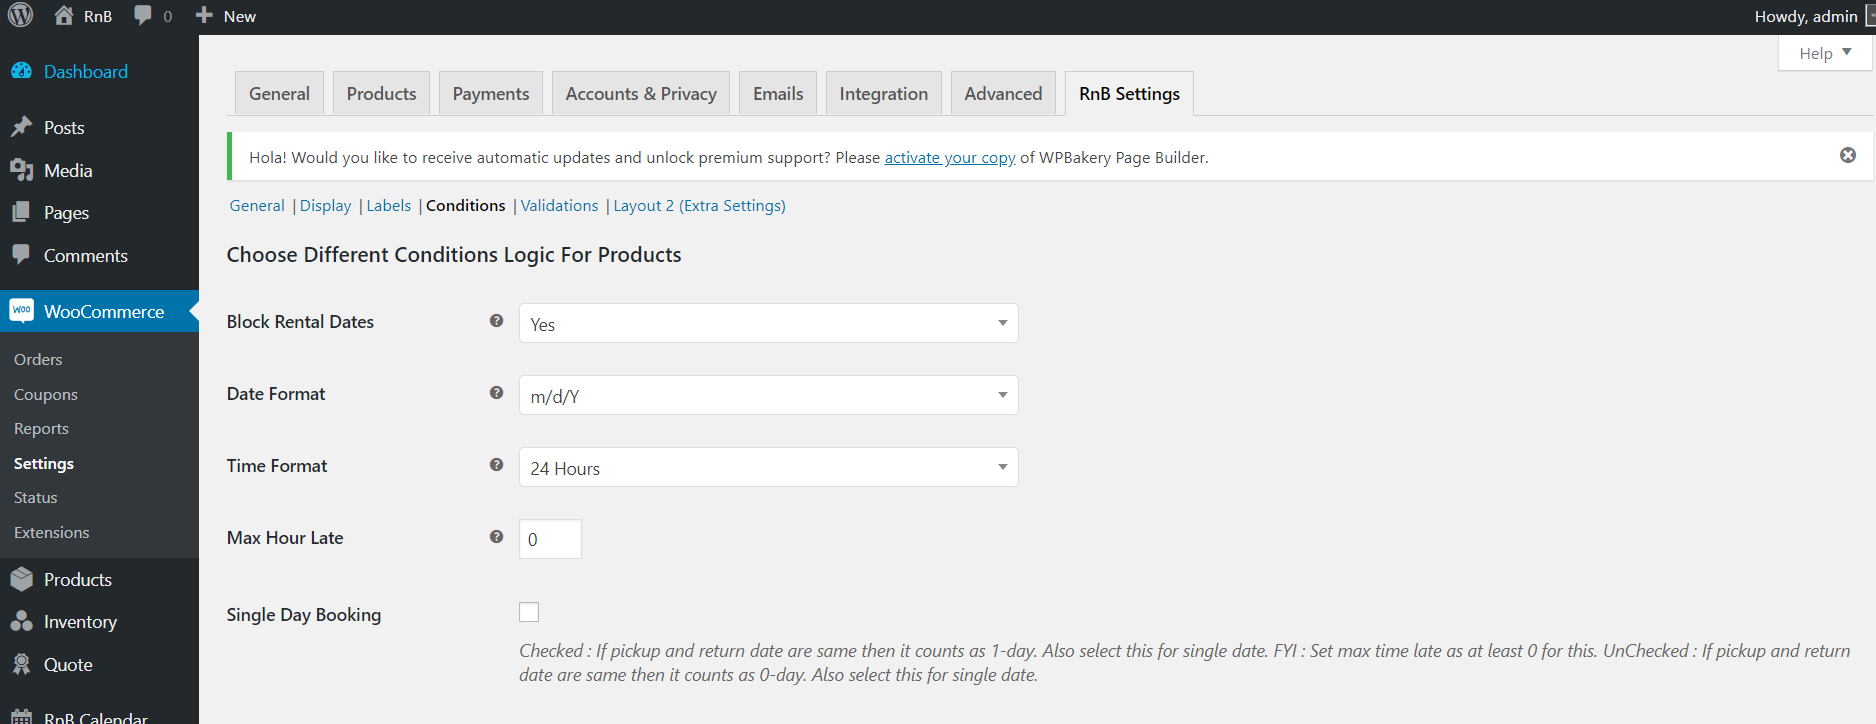 RnB 0 New Howdy, admin
Help
Dashboard
Posts
Media
Pages
Comments
WOO WooCommerce
Orders
Coupons
Reports
Settings
Status
Extensions
Products
Inventory
Quote
RnB Calendar
General Products Payments Accounts & Privacy Emails Integration Advanced RnB Settings
Hola! Would you like to receive automatic updates and unlock premium support? Please activate your copy of WPBakery Page Builder.
General | Display | Labels | Conditions | Validations | Layout 2 (Extra Settings)
Choose Different Conditions Logic For Products
Block Rental Dates ? Yes
Date Format ? m/d/Y
Time Format ? 24 Hours
Max Hour Late ? 0
Single Day Booking
Checked : If pickup and return date are same then it counts as 1-day. Also select this for single date. FYI : Set max time late as at least 0 for this. UnChecked : If pickup and return
date are same then it counts as 0-day. Also select this for single date.